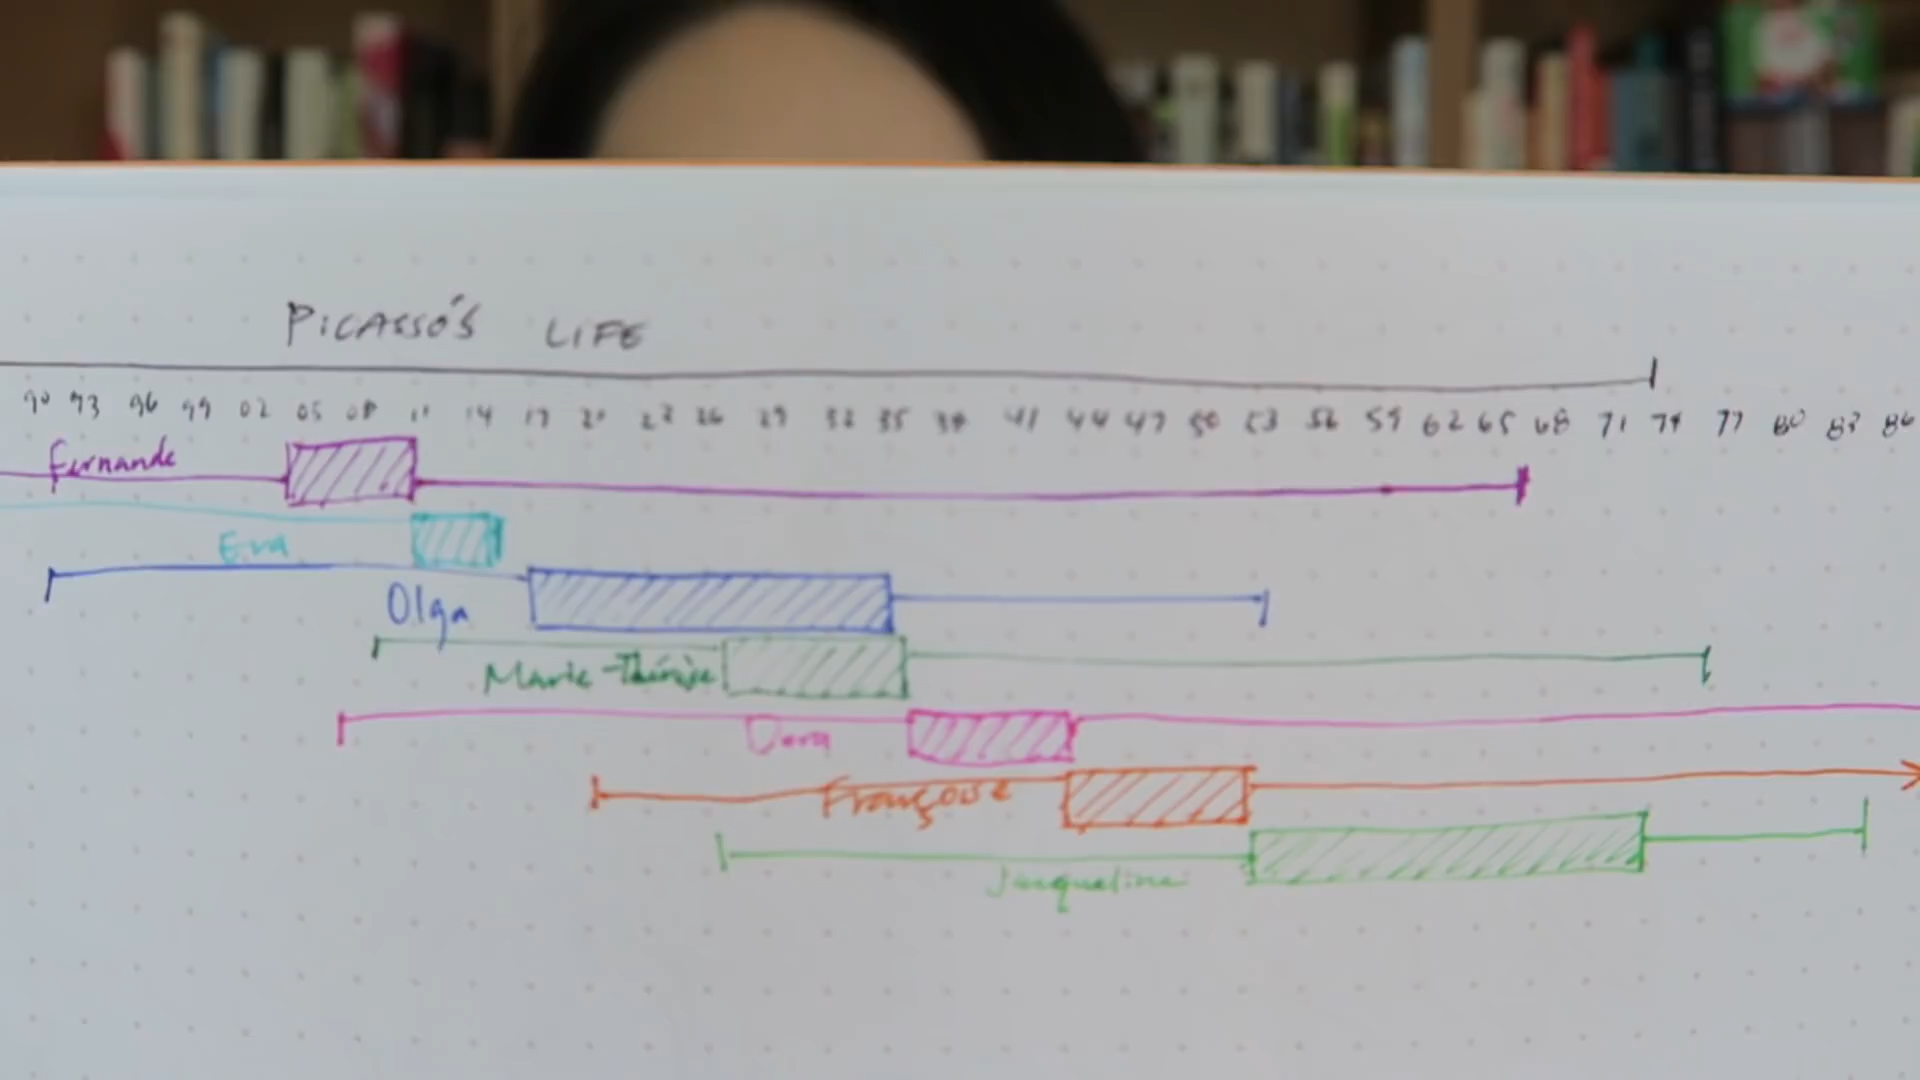 PICASSO'S LIFE
90 93 96 99 02 05 08 11 14 17 20 23 26 29 32 35 38 41 44 47 50 53 56 59 62 65 68 71 74 77 80 83 86
Fernande
Eva
Olga
Marie-Thérèse
Dora
Françoise
Jacqueline